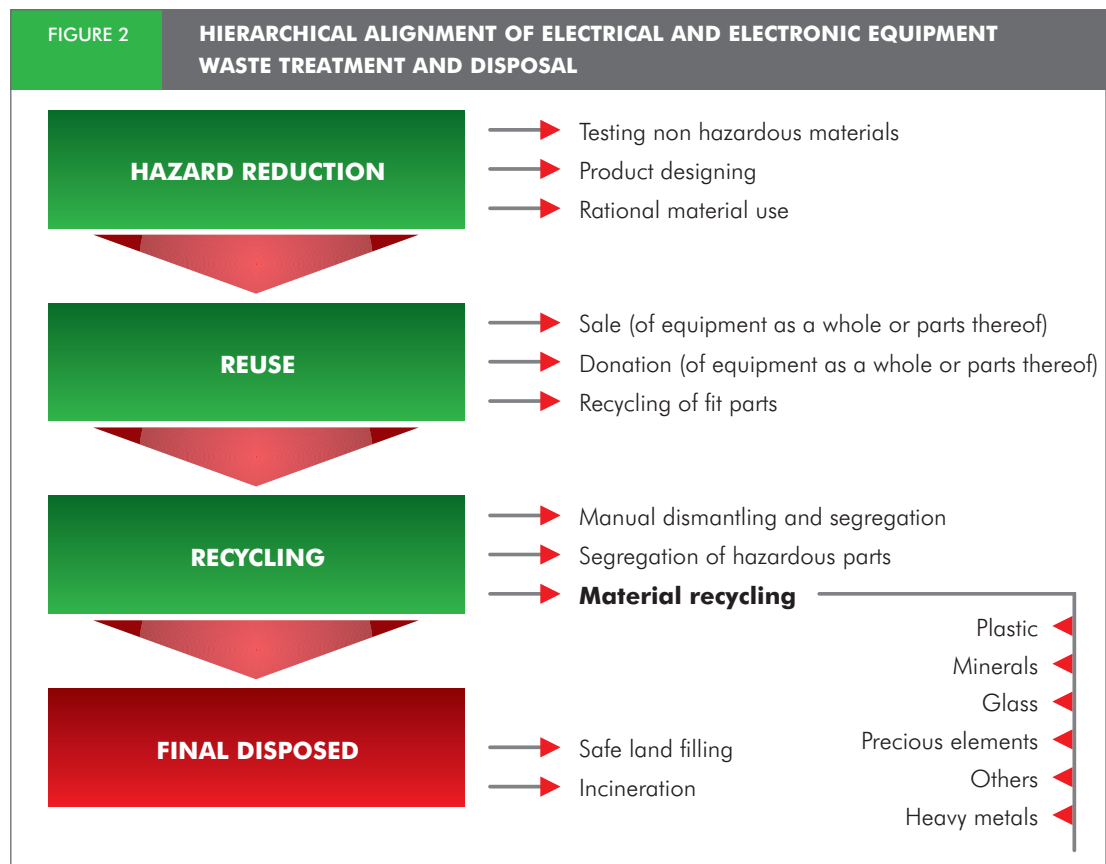 FIGURE 2
HIERARCHICAL ALIGNMENT OF ELECTRICAL AND ELECTRONIC EQUIPMENT
WASTE TREATMENT AND DISPOSAL
HAZARD REDUCTION
Testing non hazardous materials
Product designing
Rational material use
REUSE
Sale (of equipment as a whole or parts thereof)
Donation (of equipment as a whole or parts thereof)
Recycling of fit parts
RECYCLING
Manual dismantling and segregation
Segregation of hazardous parts
Material recycling
Plastic
Minerals
Glass
Precious elements
Others
Heavy metals
FINAL DISPOSED
Safe land filling
Incineration